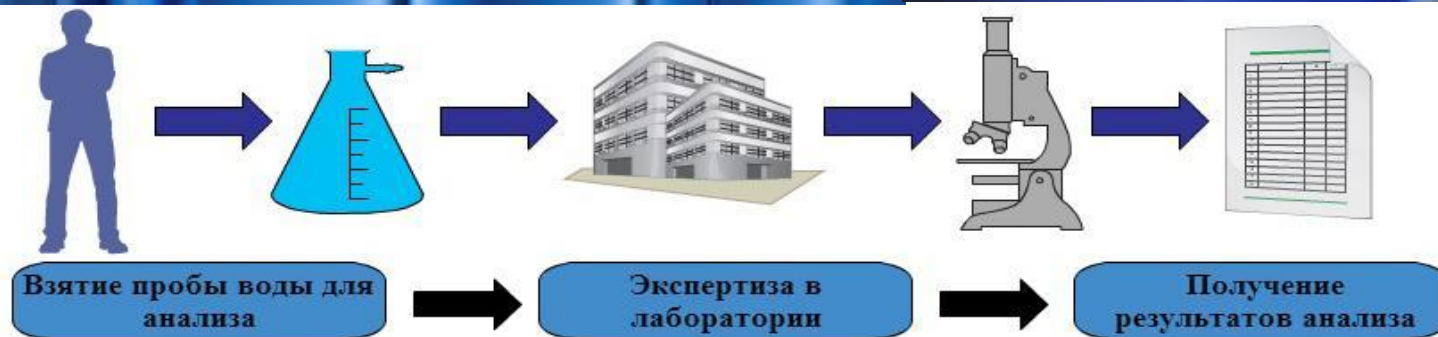 Взятие пробы воды для
анализа
Экспертиза в
лаборатории
Получение
результатов анализа